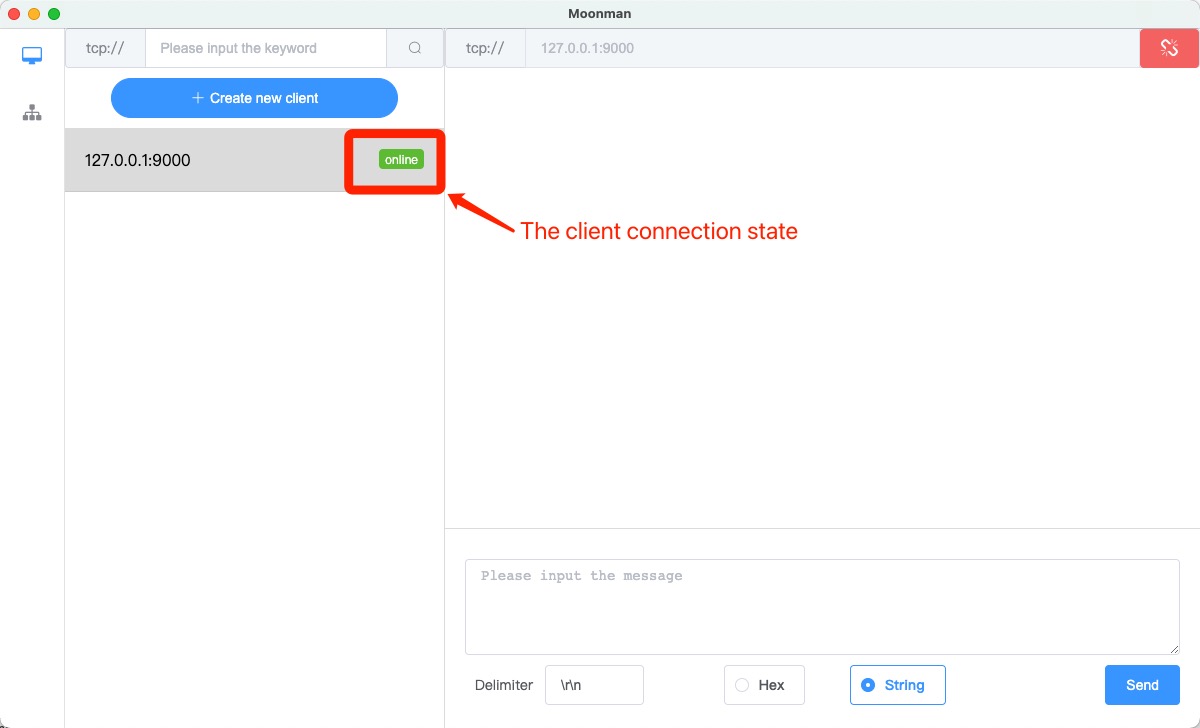 Moonman
tcp:// Please input the keyword
tcp:// 127.0.0.1:9000
+ Create new client
127.0.0.1:9000 online
The client connection state
Please input the message
Delimiter \r\n Hex String Send